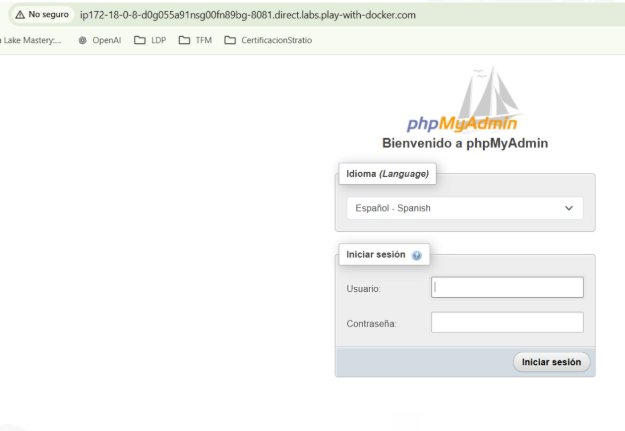 No seguro ip172-18-0-8-d0g055a91nsg00fn89bg-8081.direct.labs.play-with-docker.com
Lake Mastery:... OpenAI LDP TFM CertificacionStratio
phpMyAdmin
Bienvenido a phpMyAdmin
Idioma (Language)
Español - Spanish
Iniciar sesión
Usuario:
Contraseña:
Iniciar sesión